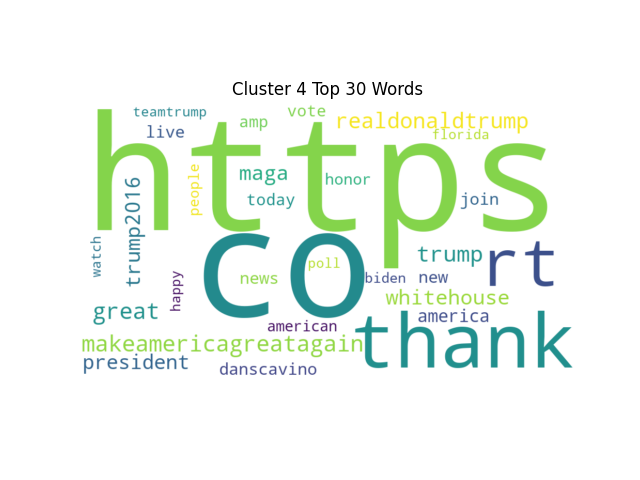 Cluster 4 Top 30 Words
teamtrump
vote
live
amp
realdonaldtrump
florida
https
people
maga
honor
today
join
trump2016
watch
co
trump
rt
news
poll
biden
new
happy
whitehouse
great
america
american
thank
makeamericagreatagain
president
danscavino